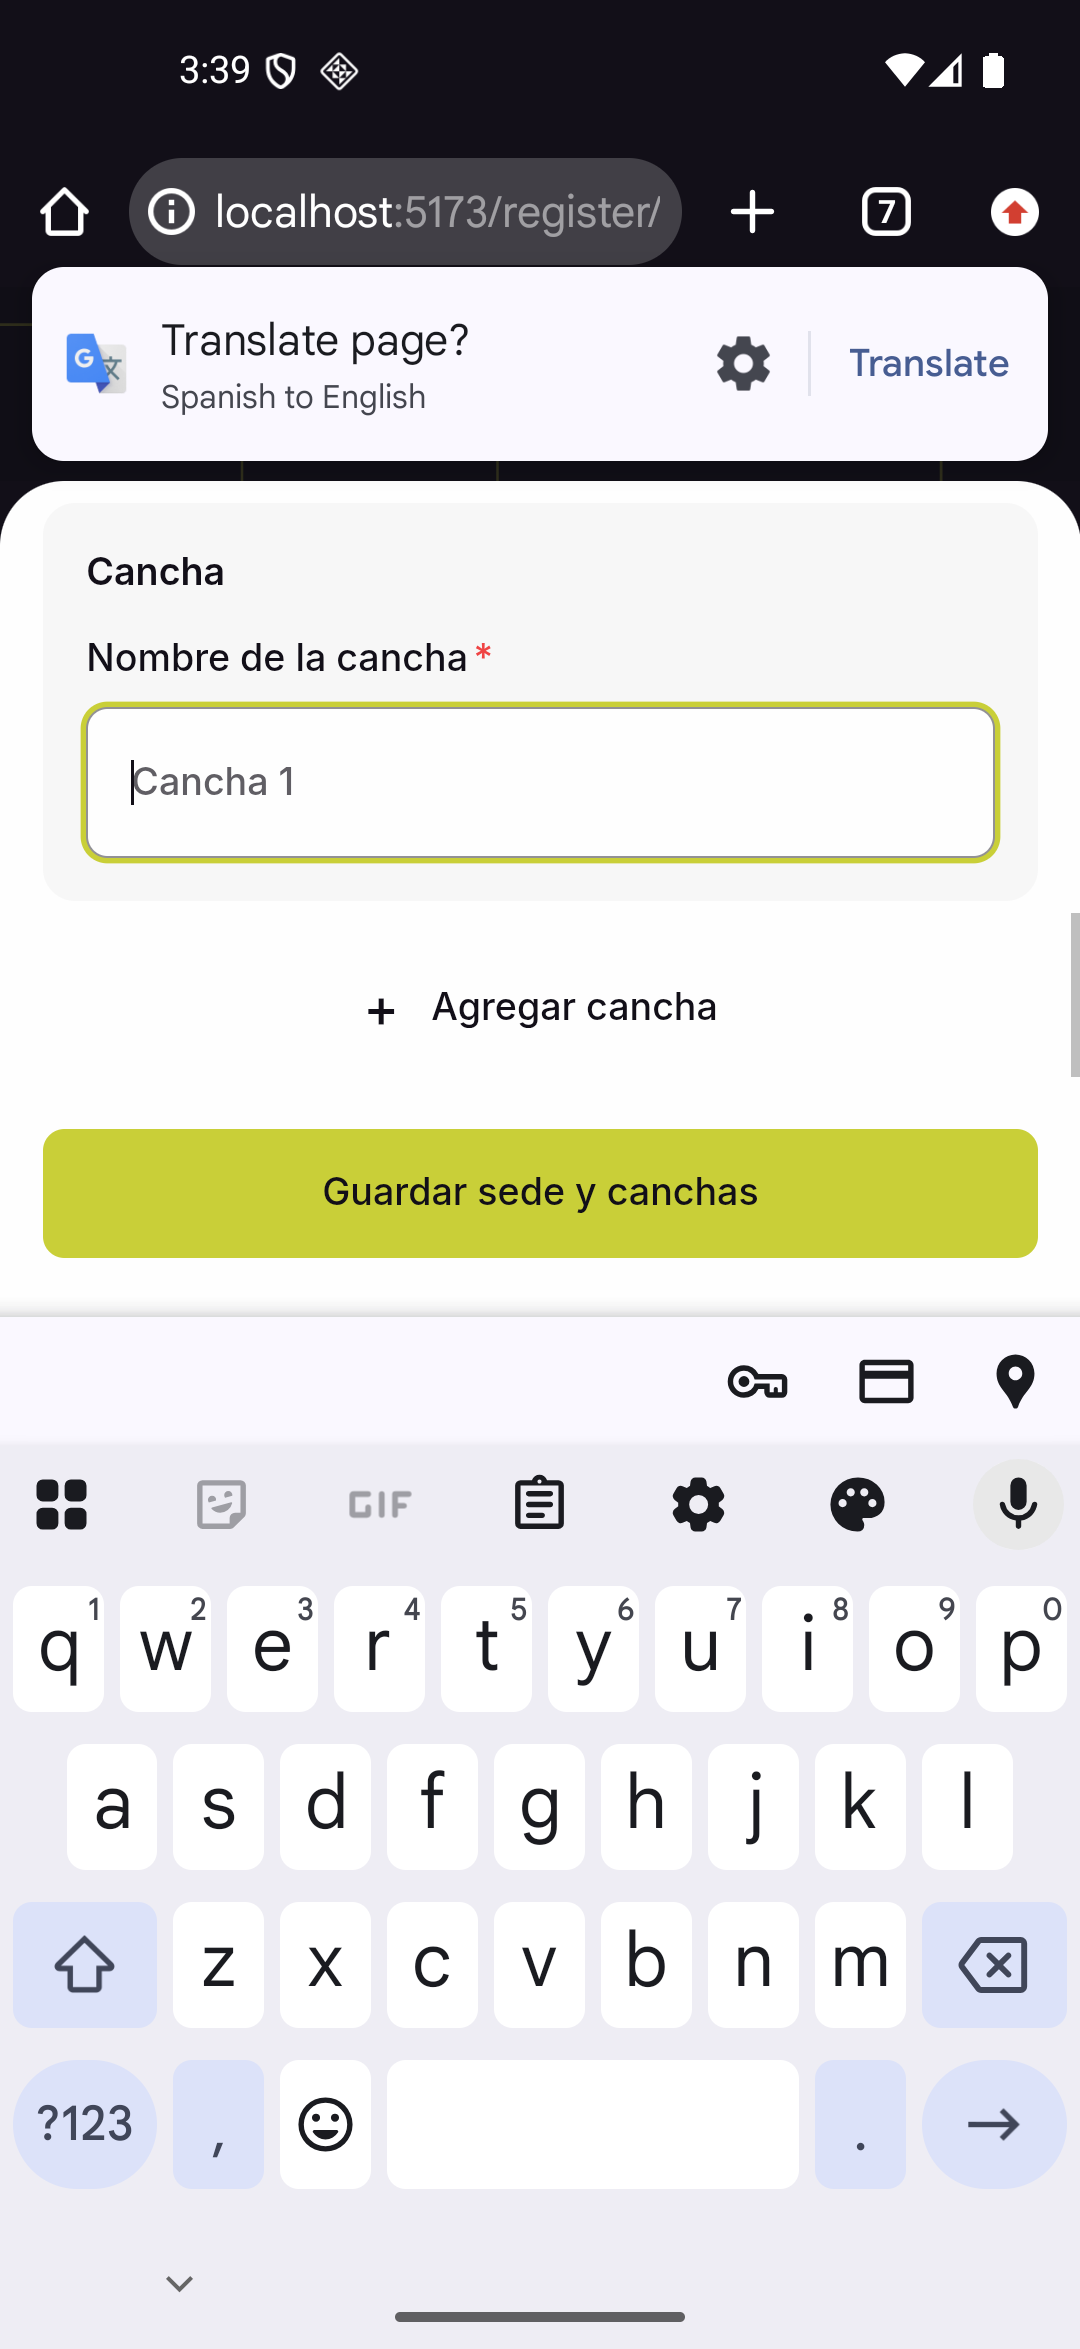 3:39
localhost:5173/register/
7
Translate page?
Spanish to English
Translate
Cancha
Nombre de la cancha *
Cancha 1
+ Agregar cancha
Guardar sede y canchas
GIF
q1 w2 e3 r4 t5 y6 u7 i8 o9 p0
a s d f g h j k l
z x c v b n m
?123 , .